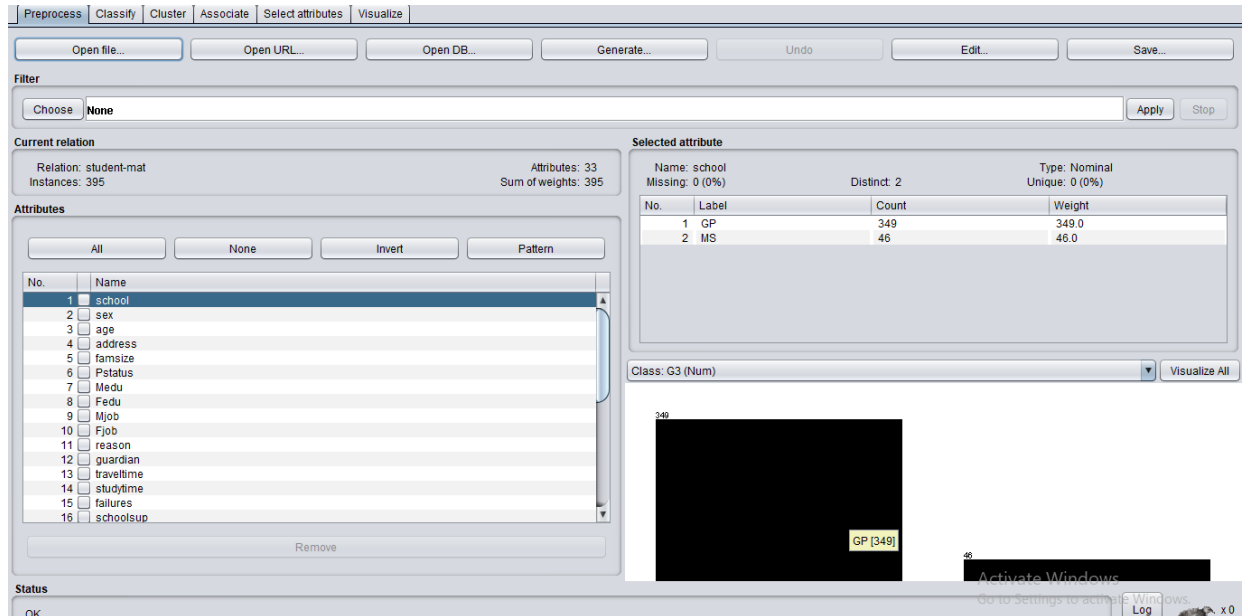 Preprocess Classify Cluster Associate Select attributes Visualize
Open file... Open URL... Open DB... Generate... Undo Edit... Save...
Filter
Choose None Apply Stop
Current relation
Relation: student-mat Attributes: 33
Instances: 395 Sum of weights: 395
Attributes
All None Invert Pattern
No. Name
1 school
2 sex
3 age
4 address
5 famsize
6 Pstatus
7 Medu
8 Fedu
9 Mjob
10 Fjob
11 reason
12 guardian
13 traveltime
14 studytime
15 failures
16 schoolsup
Remove
Selected attribute
Name: school Type: Nominal
Missing: 0 (0%) Distinct: 2 Unique: 0 (0%)
No. Label Count Weight
1 GP 349 349.0
2 MS 46 46.0
Class: G3 (Num) Visualize All
349
GP [349]
46
Activate Windows
Go to Settings to activate Windows.
Status
OK Log x 0